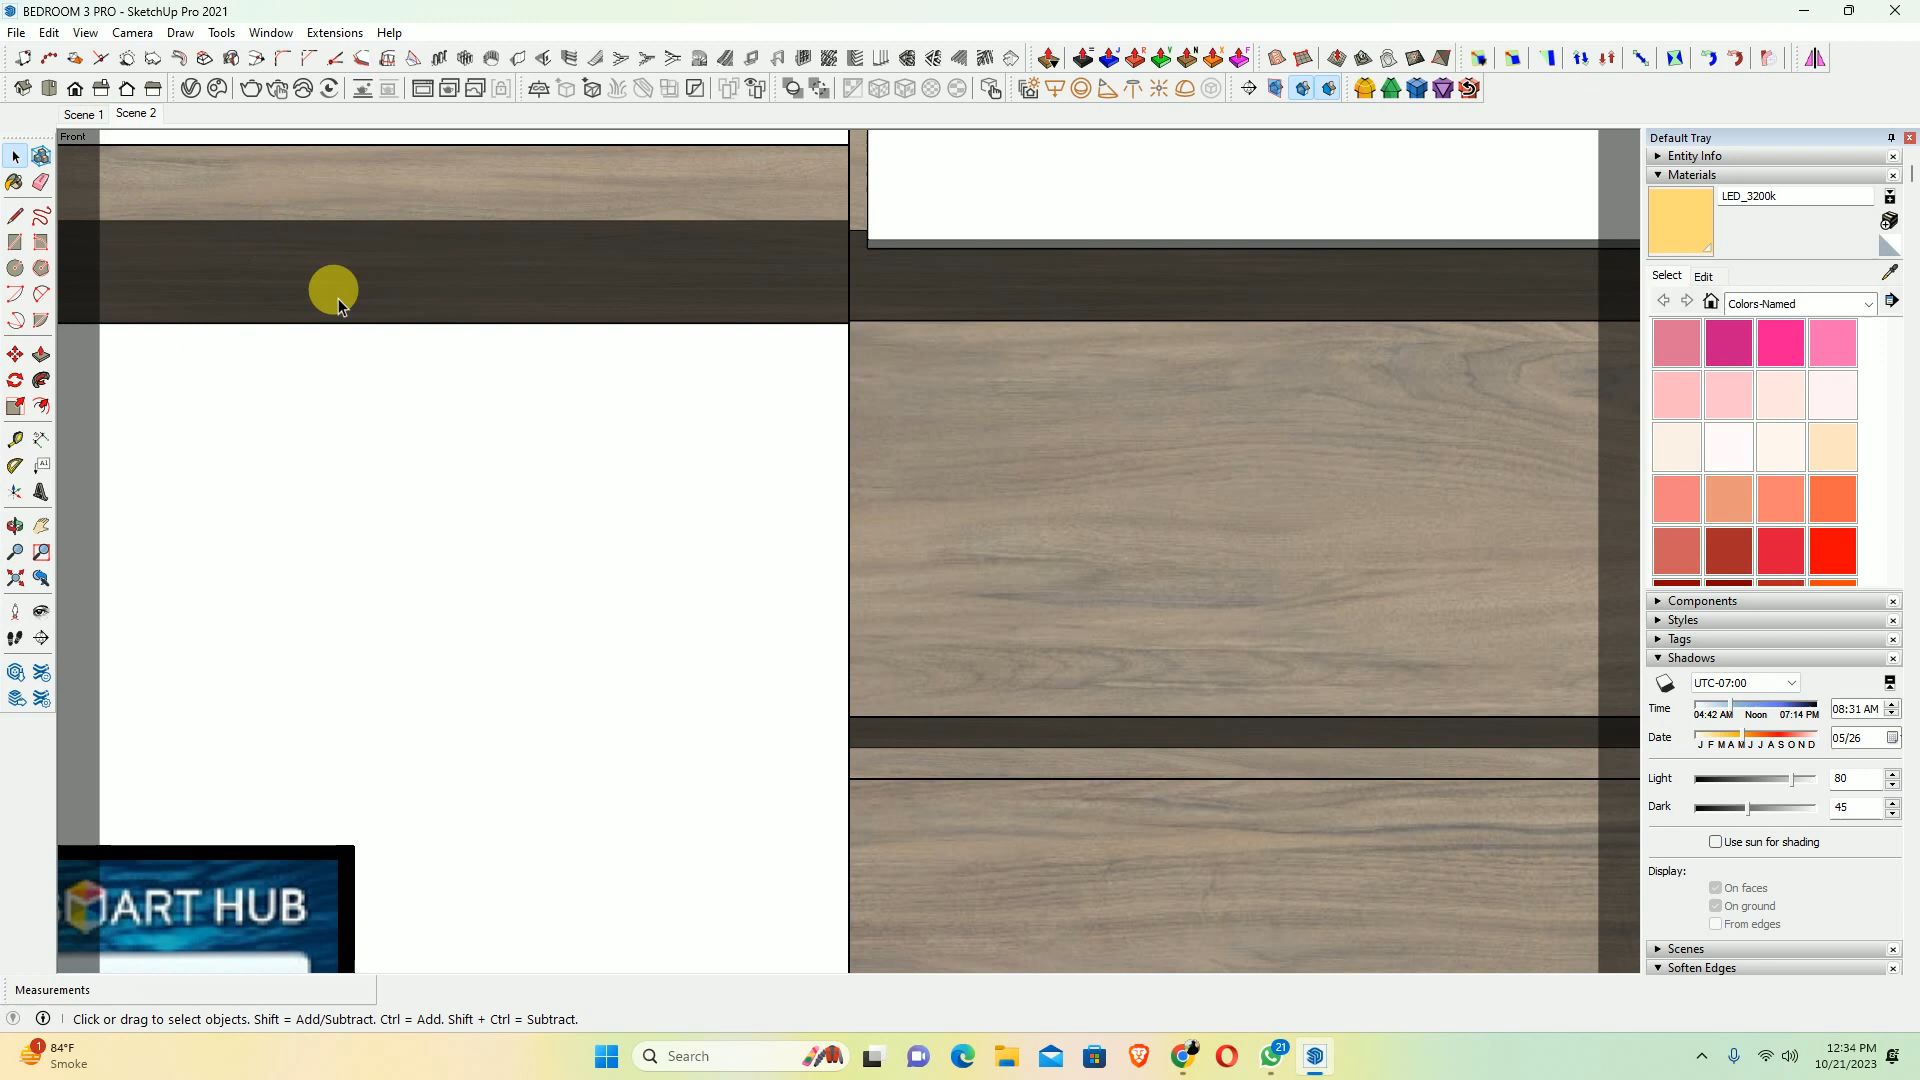 BEDROOM 3 PRO - SketchUp Pro 2021
File Edit View Camera Draw Tools Window Extensions Help
Scene 1 Scene 2
Front
Default Tray
Entity Info
Materials
LED_3200k
Select Edit
Colors-Named
Components
Styles
Tags
Shadows
UTC-07:00
Time 04:42 AM Noon 07:14 PM 08:31 AM
Date J F M A M J J A S O N D 05/26
Light 80
Dark 45
Use sun for shading
Display:
On faces
On ground
From edges
Scenes
Soften Edges
ART HUB
Measurements
Click or drag to select objects. Shift = Add/Subtract. Ctrl = Add. Shift + Ctrl = Subtract.
1 84°F
Smoke
Search
21
12:34 PM
10/21/2023